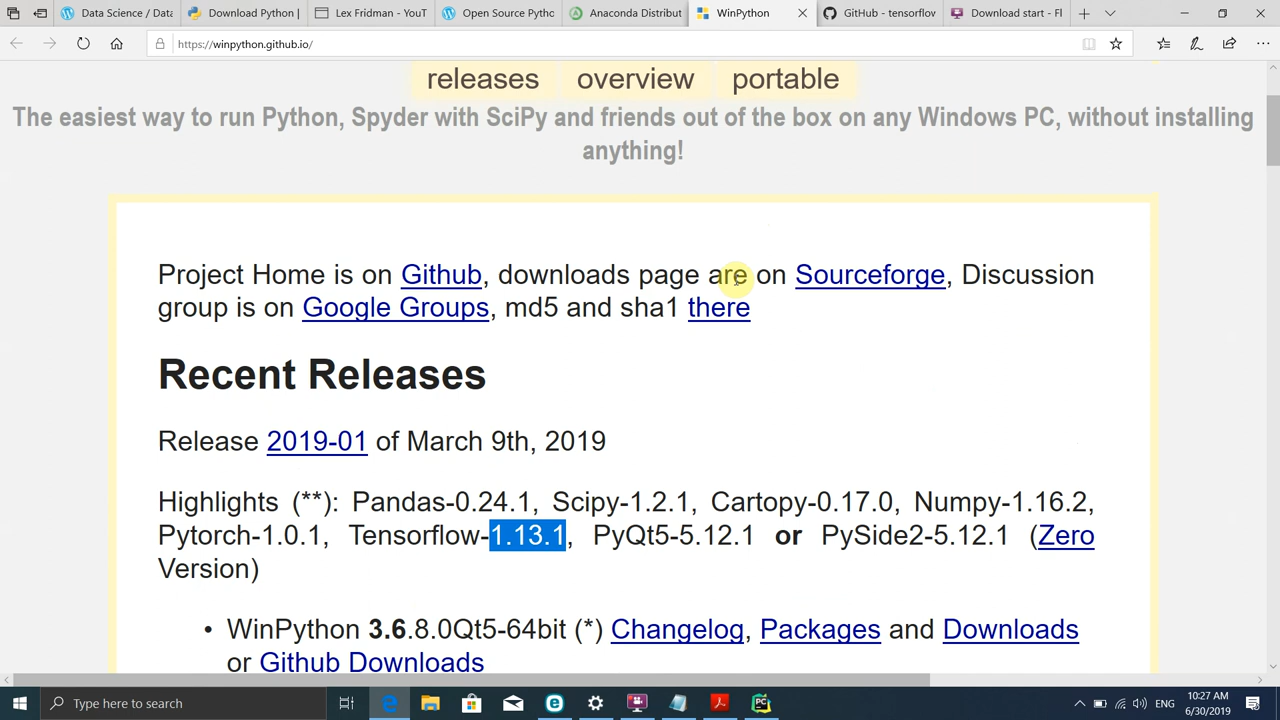 Data Science / Data
Download Python |
Lex Fridman - YouT
Open Source Pytho
Anaconda Distribut
WinPython
GitHub - tensorflov
Download start - Fl
https://winpython.github.io/
releases overview portable
The easiest way to run Python, Spyder with SciPy and friends out of the box on any Windows PC, without installing
anything!
Project Home is on Github, downloads page are on Sourceforge, Discussion
group is on Google Groups, md5 and sha1 there
Recent Releases
Release 2019-01 of March 9th, 2019
Highlights (**): Pandas-0.24.1, Scipy-1.2.1, Cartopy-0.17.0, Numpy-1.16.2,
Pytorch-1.0.1, Tensorflow-1.13.1, PyQt5-5.12.1 or PySide2-5.12.1 (Zero
Version)
• WinPython 3.6.8.0Qt5-64bit (*) Changelog, Packages and Downloads
or Github Downloads
Type here to search
ENG
10:27 AM
6/30/2019